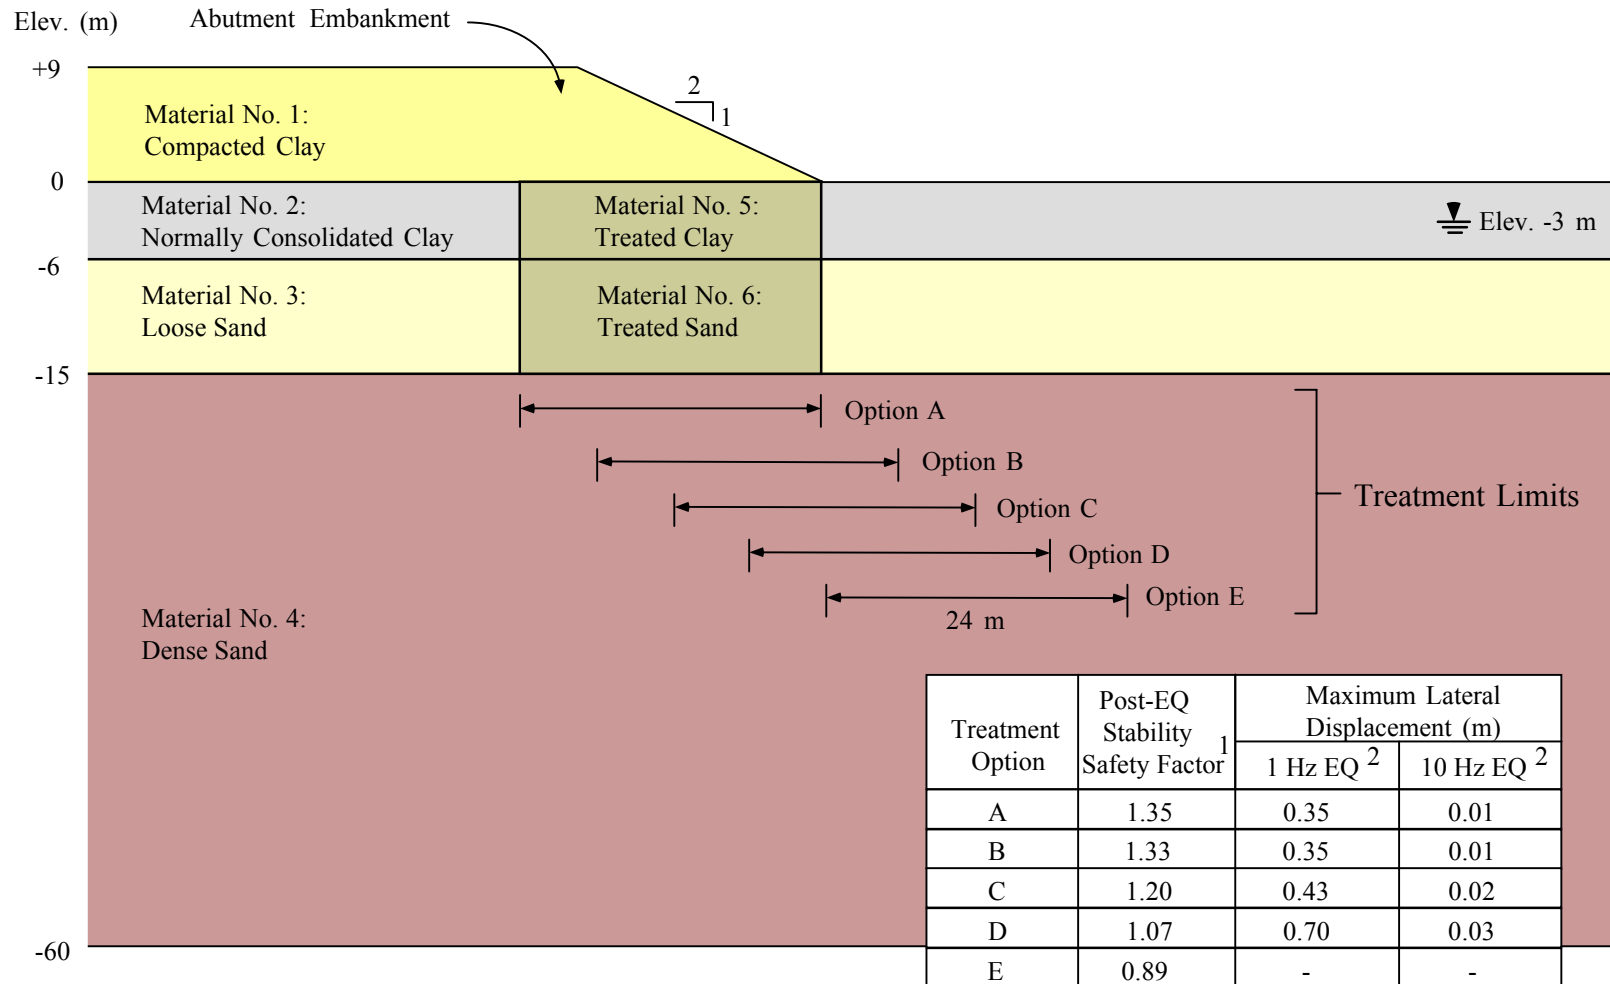 Elev. (m)
Abutment Embankment
+9
2
1
Material No. 1:
Compacted Clay
0
Material No. 2:
Normally Consolidated Clay
Material No. 5:
Treated Clay
Elev. -3 m
-6
Material No. 3:
Loose Sand
Material No. 6:
Treated Sand
-15
Option A
Option B
Option C
Option D
Option E
24 m
Treatment Limits
Material No. 4:
Dense Sand
-60
Treatment
Option
Post-EQ
Stability
Safety Factor 1
Maximum Lateral
Displacement (m)
1 Hz EQ 2
10 Hz EQ 2
A 1.35 0.35 0.01
B 1.33 0.35 0.01
C 1.20 0.43 0.02
D 1.07 0.70 0.03
E 0.89 - -